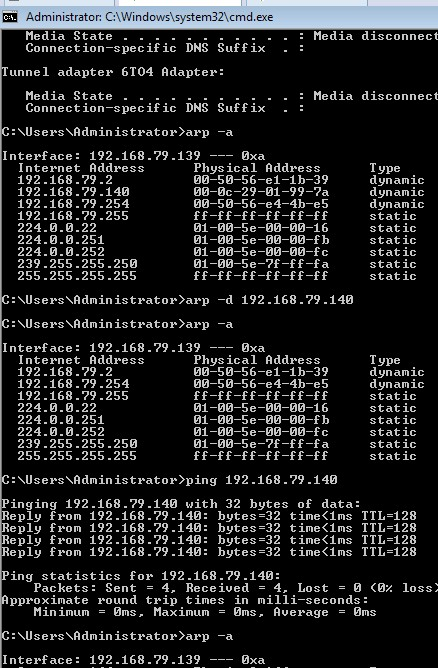 Administrator: C:\Windows\system32\cmd.exe
Media State . . . . . . . . . . . : Media disconnect
Connection-specific DNS Suffix  . :
Tunnel adapter 6TO4 Adapter:
Media State . . . . . . . . . . . : Media disconnect
Connection-specific DNS Suffix  . :
C:\Users\Administrator>arp -a
Interface: 192.168.79.139 --- 0xa
Internet Address      Physical Address      Type
192.168.79.2          00-50-56-e1-1b-39     dynamic
192.168.79.140        00-0c-29-01-99-7a     dynamic
192.168.79.254        00-50-56-e4-4b-e5     dynamic
192.168.79.255        ff-ff-ff-ff-ff-ff     static
224.0.0.22            01-00-5e-00-00-16     static
224.0.0.251           01-00-5e-00-00-fb     static
224.0.0.252           01-00-5e-00-00-fc     static
239.255.255.250       01-00-5e-7f-ff-fa     static
255.255.255.255       ff-ff-ff-ff-ff-ff     static
C:\Users\Administrator>arp -d 192.168.79.140
C:\Users\Administrator>arp -a
Interface: 192.168.79.139 --- 0xa
Internet Address      Physical Address      Type
192.168.79.2          00-50-56-e1-1b-39     dynamic
192.168.79.254        00-50-56-e4-4b-e5     dynamic
192.168.79.255        ff-ff-ff-ff-ff-ff     static
224.0.0.22            01-00-5e-00-00-16     static
224.0.0.251           01-00-5e-00-00-fb     static
224.0.0.252           01-00-5e-00-00-fc     static
239.255.255.250       01-00-5e-7f-ff-fa     static
255.255.255.255       ff-ff-ff-ff-ff-ff     static
C:\Users\Administrator>ping 192.168.79.140
Pinging 192.168.79.140 with 32 bytes of data:
Reply from 192.168.79.140: bytes=32 time<1ms TTL=128
Reply from 192.168.79.140: bytes=32 time<1ms TTL=128
Reply from 192.168.79.140: bytes=32 time<1ms TTL=128
Reply from 192.168.79.140: bytes=32 time<1ms TTL=128
Ping statistics for 192.168.79.140:
Packets: Sent = 4, Received = 4, Lost = 0 (0% loss)
Approximate round trip times in milli-seconds:
Minimum = 0ms, Maximum = 0ms, Average = 0ms
C:\Users\Administrator>arp -a
Interface: 192.168.79.139 --- 0xa